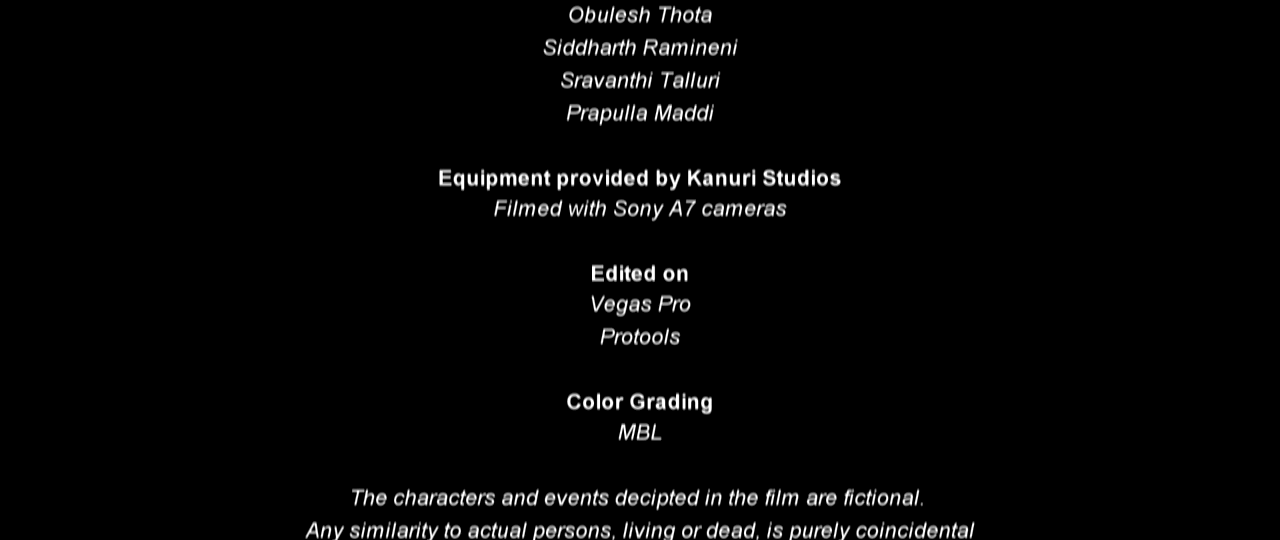 Obulesh Thota
Siddharth Ramineni
Sravanthi Talluri
Prapulla Maddi
Equipment provided by Kanuri Studios
Filmed with Sony A7 cameras
Edited on
Vegas Pro
Protools
Color Grading
MBL
The characters and events decipted in the film are fictional.
Any similarity to actual persons, living or dead, is purely coincidental